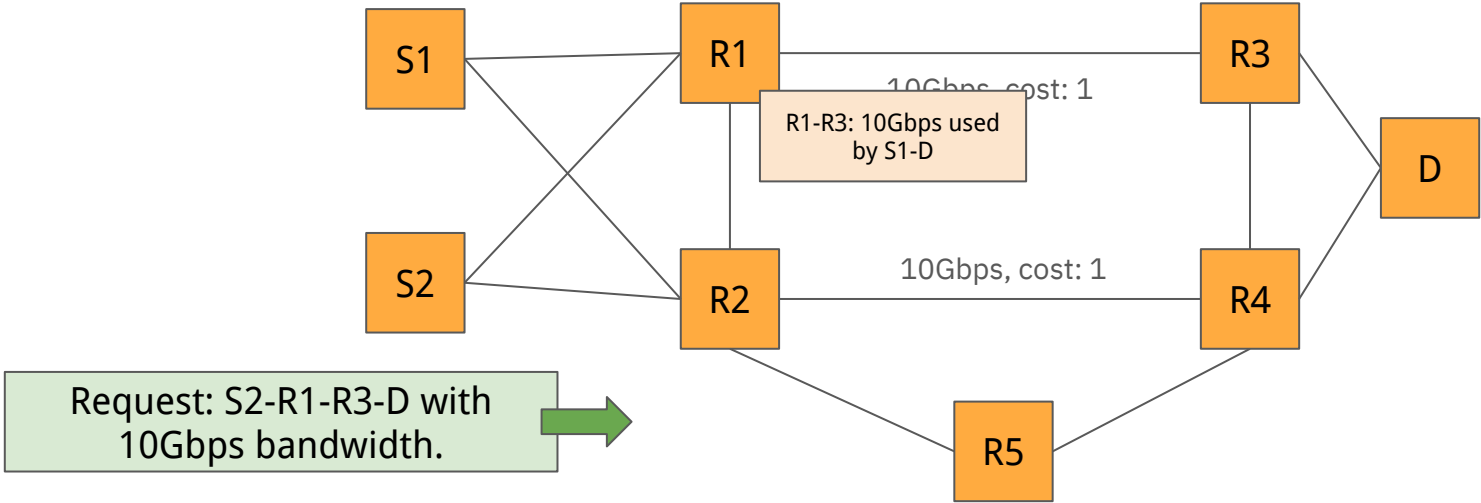 S1
R1
R3
10Gbps, cost: 1
R1-R3: 10Gbps used
by S1-D
D
S2
R2
10Gbps, cost: 1
R4
Request: S2-R1-R3-D with
10Gbps bandwidth.
R5